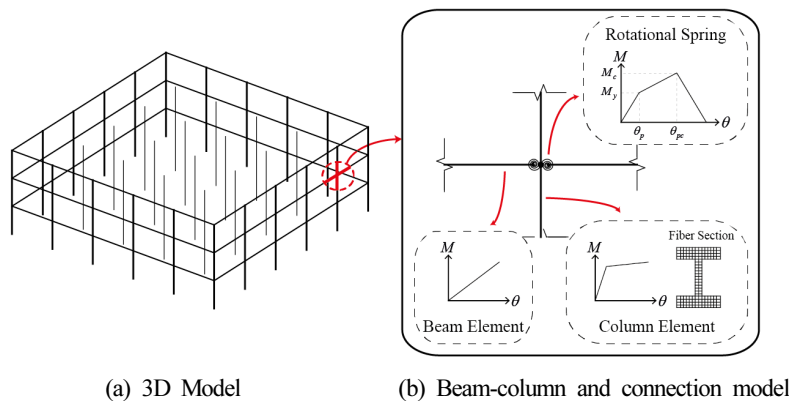 Rotational Spring
M
M_c
M_y
θ
θ_p
θ_pc
Fiber Section
M
θ
Beam Element
M
θ
Column Element
(a) 3D Model
(b) Beam-column and connection model